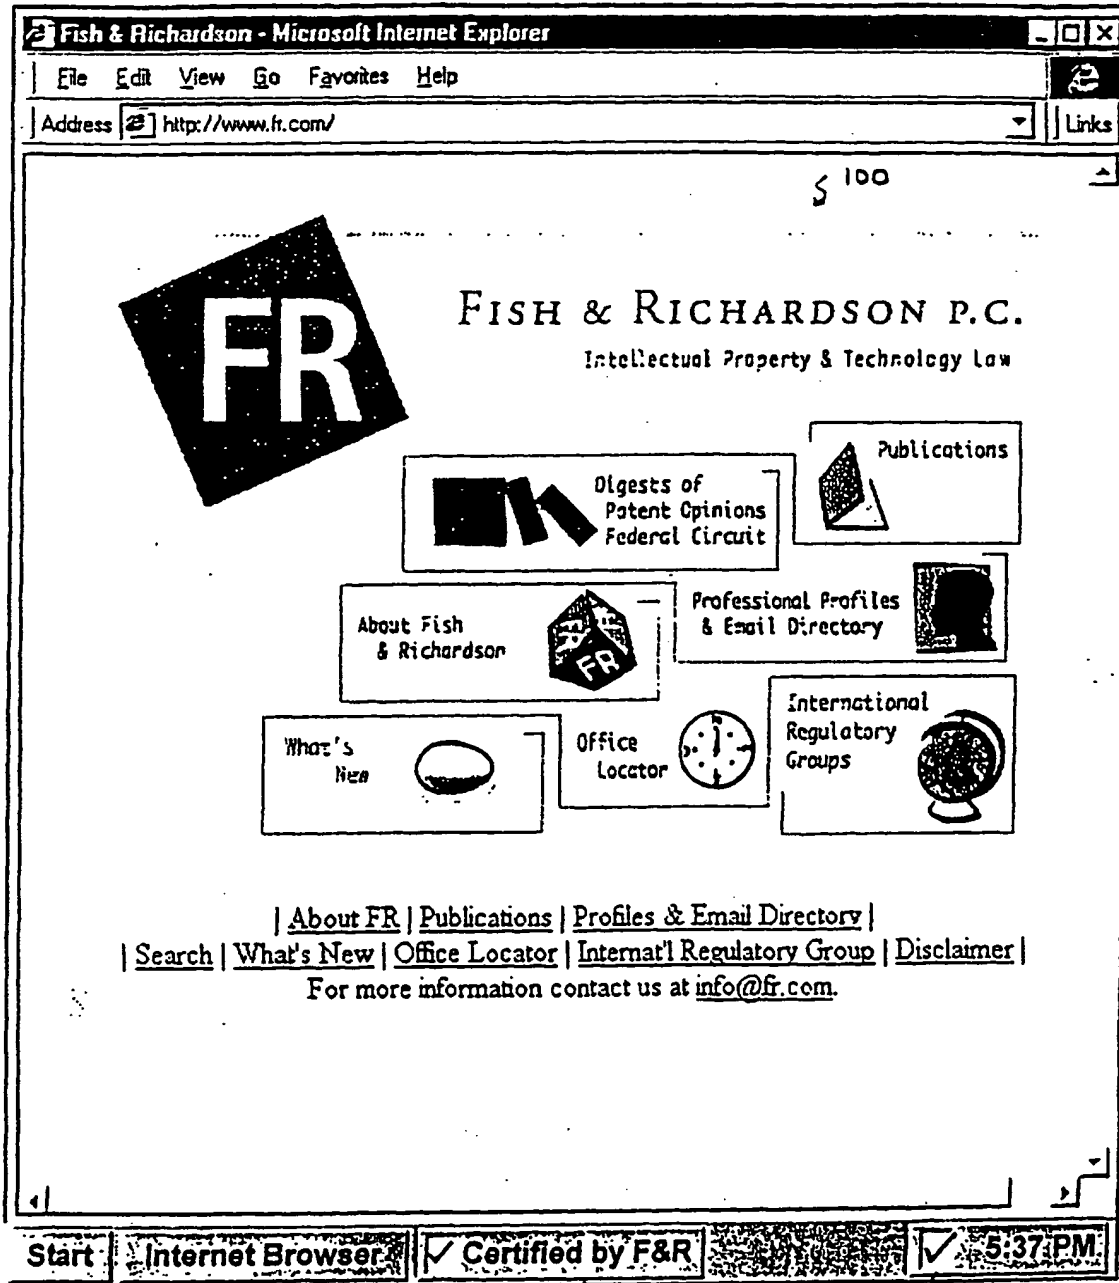 Fish & Richardson - Microsoft Internet Explorer
File Edit View Go Favorites Help
Address http://www.fr.com/ Links
100
FR
FISH & RICHARDSON P.C.
Intellectual Property & Technology Law
Publications
Digests of
Patent Opinions
Federal Circuit
Professional Profiles
& Email Directory
About Fish
& Richardson
FR
International
Regulatory
Groups
Office
Locator
What's
New
| About FR | Publications | Profiles & Email Directory |
| Search | What's New | Office Locator | Internat'l Regulatory Group | Disclaimer |
For more information contact us at info@fr.com.
Start Internet Browser ✓ Certified by F&R ✓ 5:37 PM